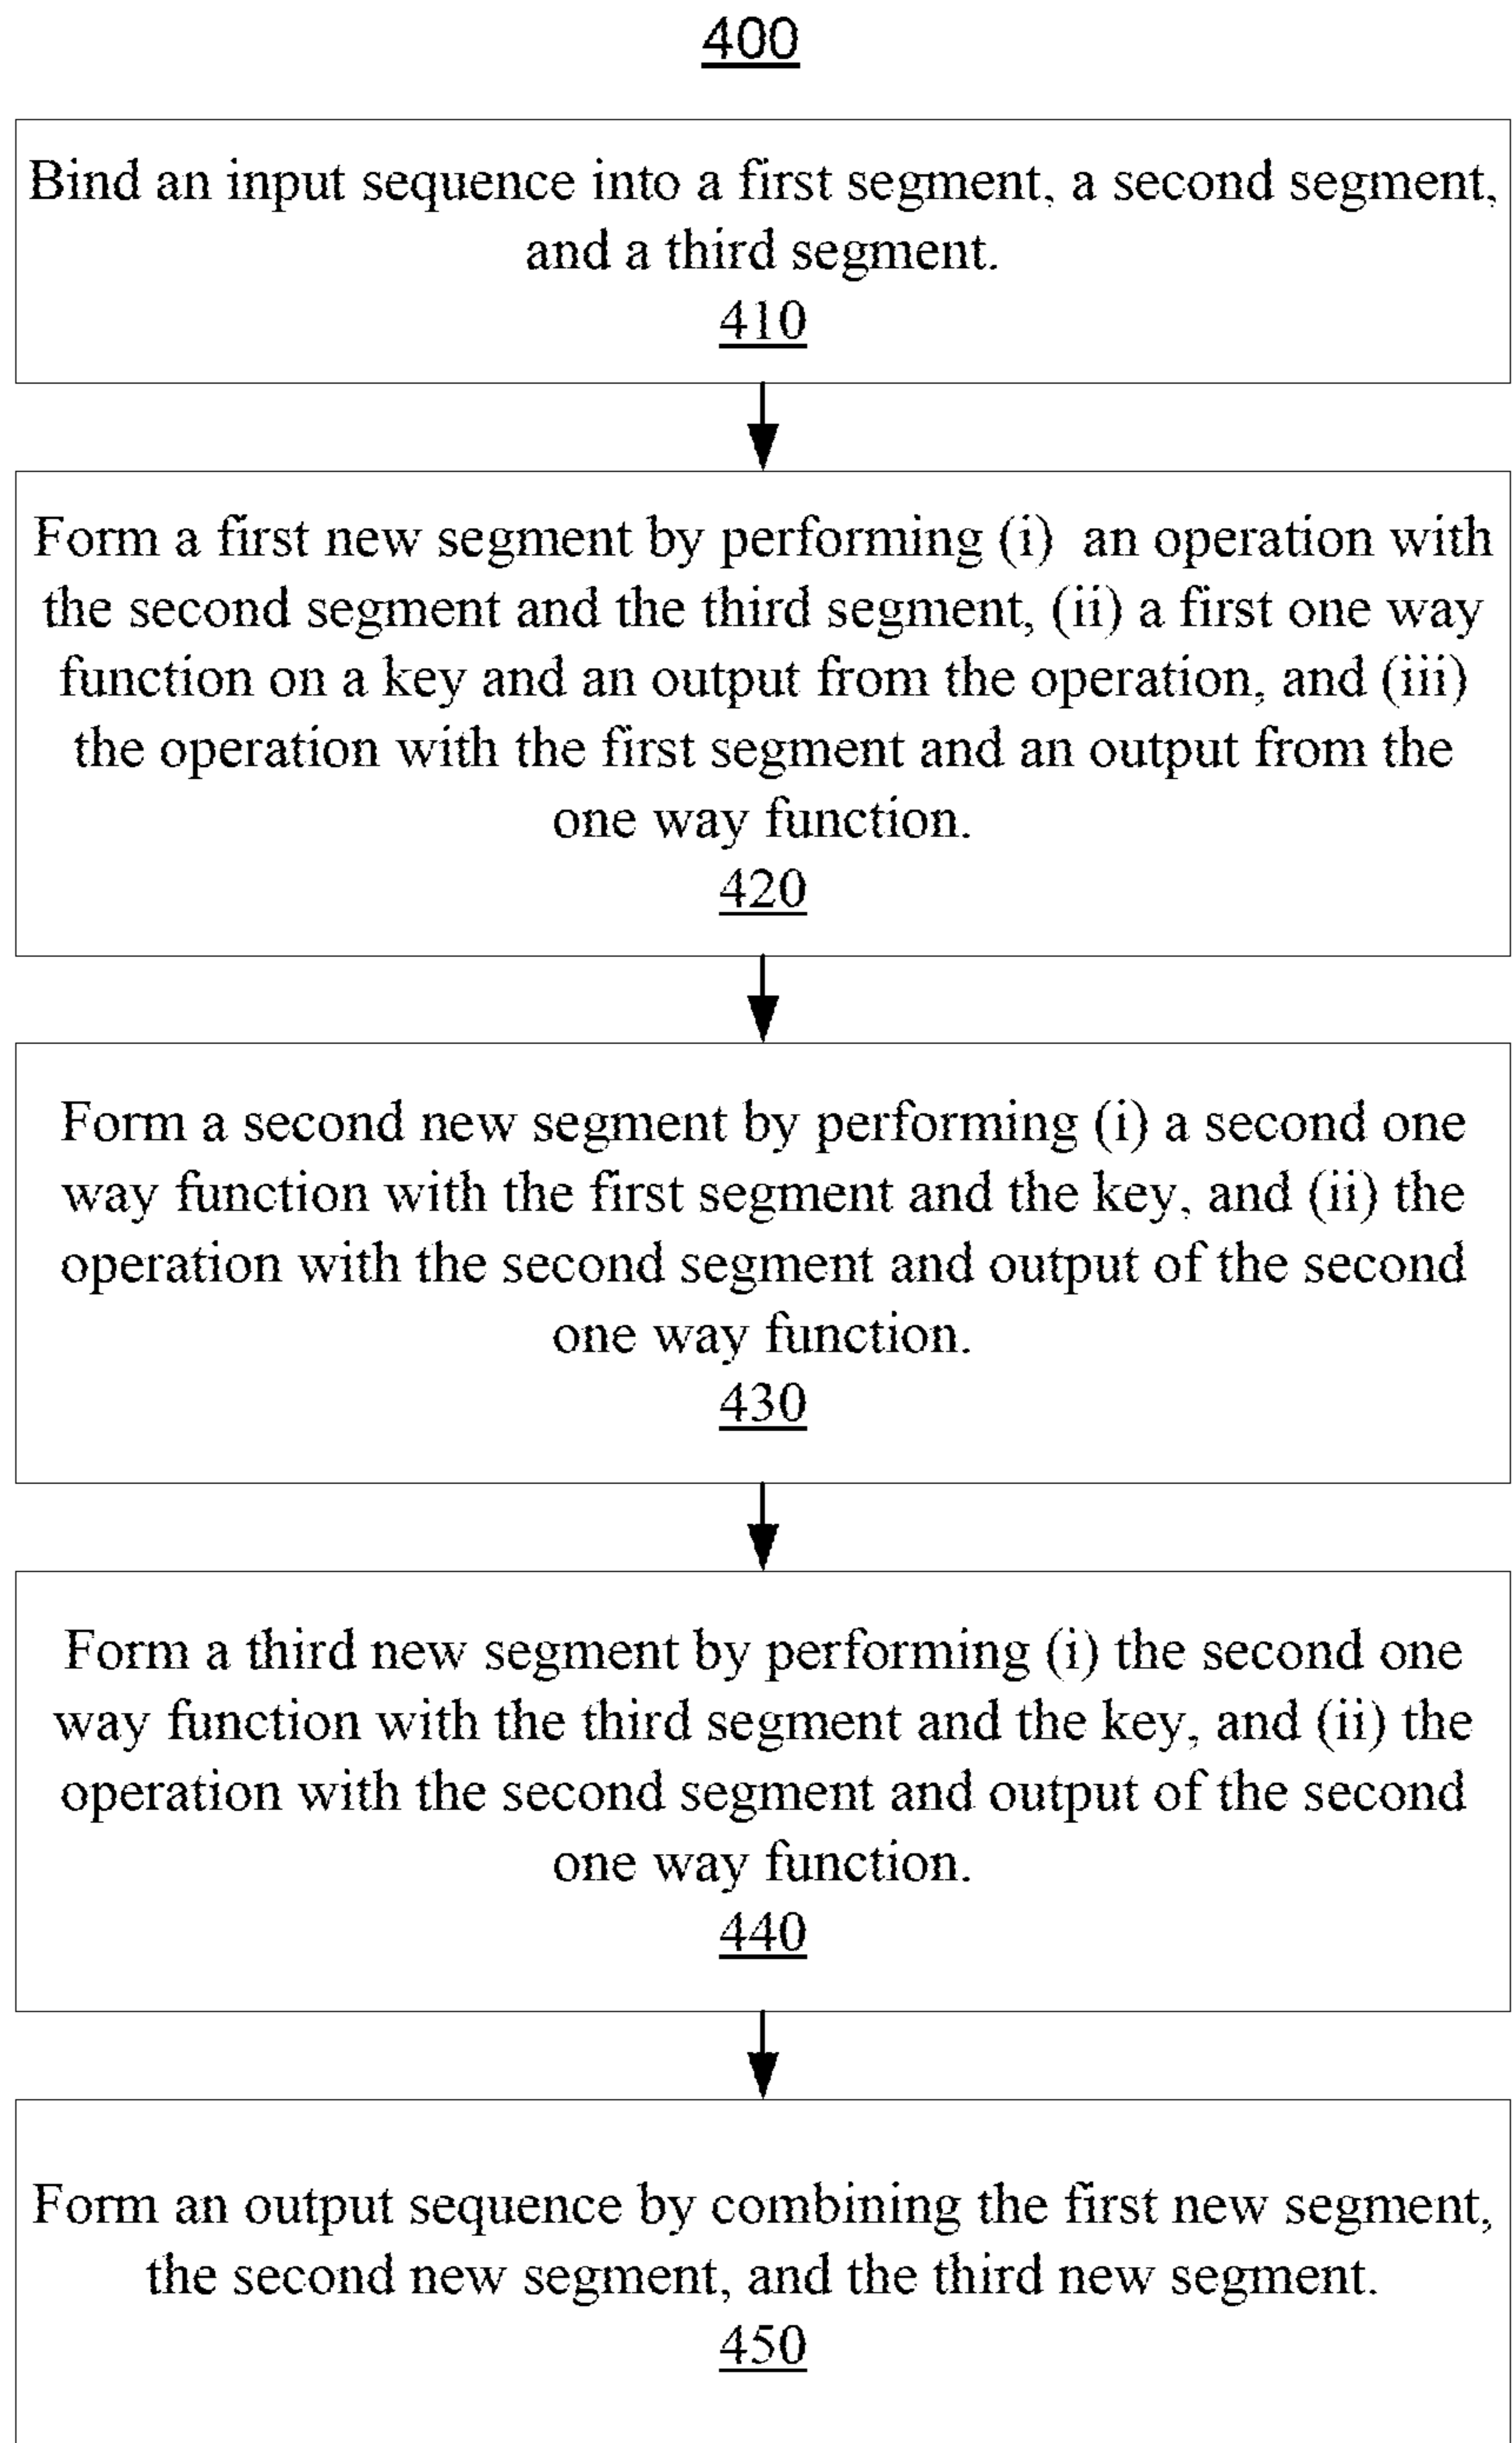 400
Bind an input sequence into a first segment, a second segment,
and a third segment.
410
Form a first new segment by performing (i) an operation with
the second segment and the third segment, (ii) a first one way
function on a key and an output from the operation, and (iii)
the operation with the first segment and an output from the
one way function.
420
Form a second new segment by performing (i) a second one
way function with the first segment and the key, and (ii) the
operation with the second segment and output of the second
one way function.
430
Form a third new segment by performing (i) the second one
way function with the third segment and the key, and (ii) the
operation with the second segment and output of the second
one way function.
440
Form an output sequence by combining the first new segment,
the second new segment, and the third new segment.
450